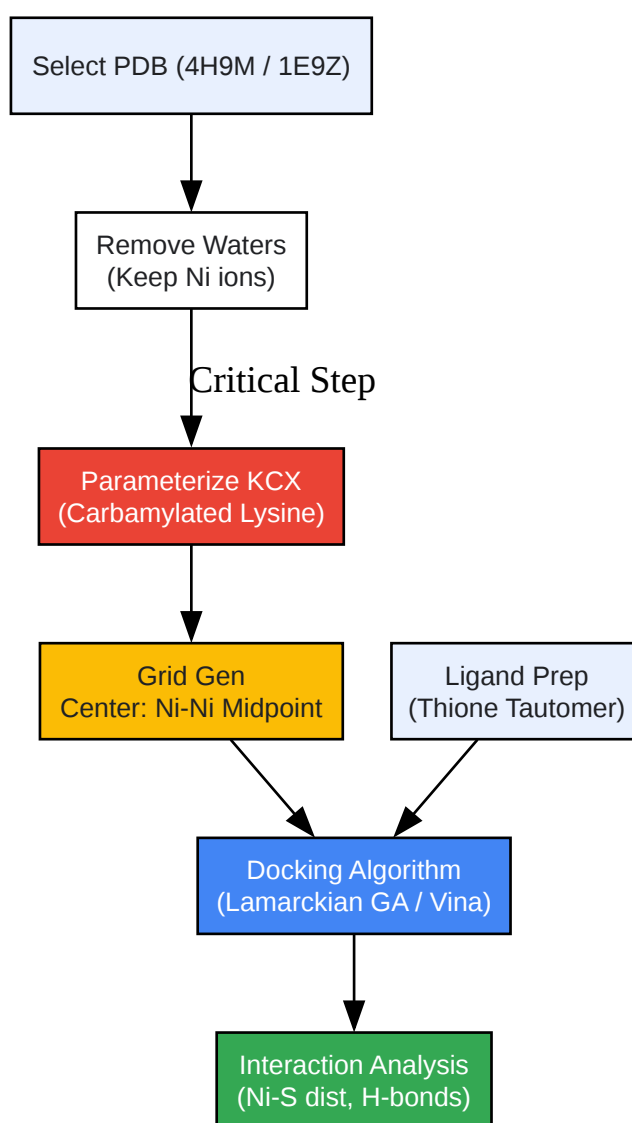 Select PDB (4H9M / 1E9Z)
Remove Waters
(Keep Ni ions)
Critical Step
Parameterize KCX
(Carbamylated Lysine)
Grid Gen
Center: Ni-Ni Midpoint
Ligand Prep
(Thione Tautomer)
Docking Algorithm
(Lamarckian GA / Vina)
Interaction Analysis
(Ni-S dist, H-bonds)